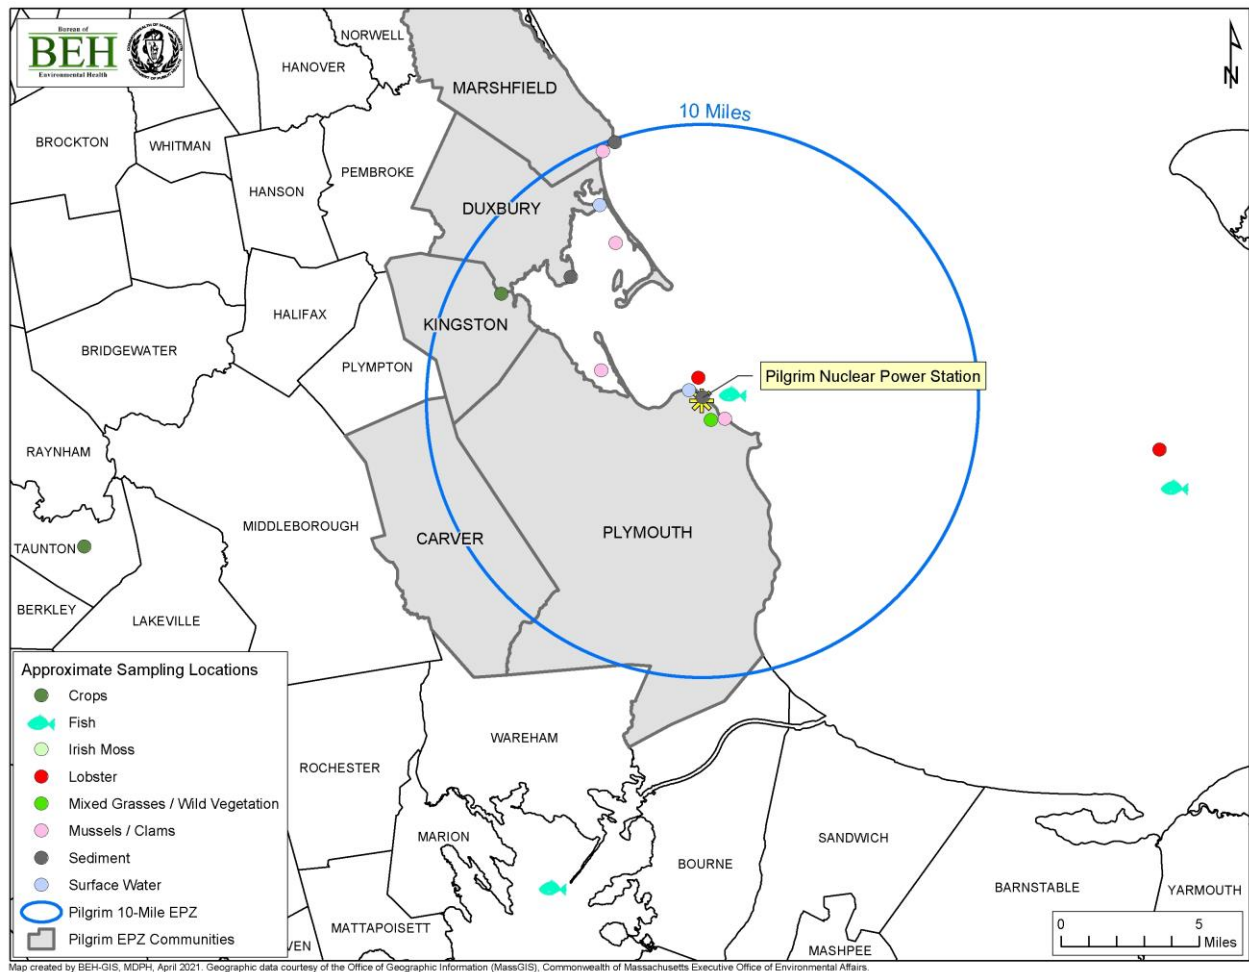 Bureau of
BEH
Environmental Health
NORWELL
HANOVER
MARSHFIELD
10 Miles
N
BROCKTON
WHITMAN
PEMBROKE
HANSON
DUXBURY
HALIFAX
KINGSTON
BRIDGEWATER
PLYMPTON
Pilgrim Nuclear Power Station
RAYNHAM
MIDDLEBOROUGH
CARVER
PLYMOUTH
TAUNTON
BERKLEY
LAKEVILLE
Approximate Sampling Locations
Crops
Fish
Irish Moss
Lobster
Mixed Grasses / Wild Vegetation
Mussels / Clams
Sediment
Surface Water
Pilgrim 10-Mile EPZ
Pilgrim EPZ Communities
WAREHAM
ROCHESTER
MARION
SANDWICH
BOURNE
BARNSTABLE
YARMOUTH
MATTAPOISETT
VEN
MASHPEE
0 5
Miles
Map created by BEH-GIS, MDPH, April 2021. Geographic data courtesy of the Office of Geographic Information (MassGIS), Commonwealth of Massachusetts Executive Office of Environmental Affairs.